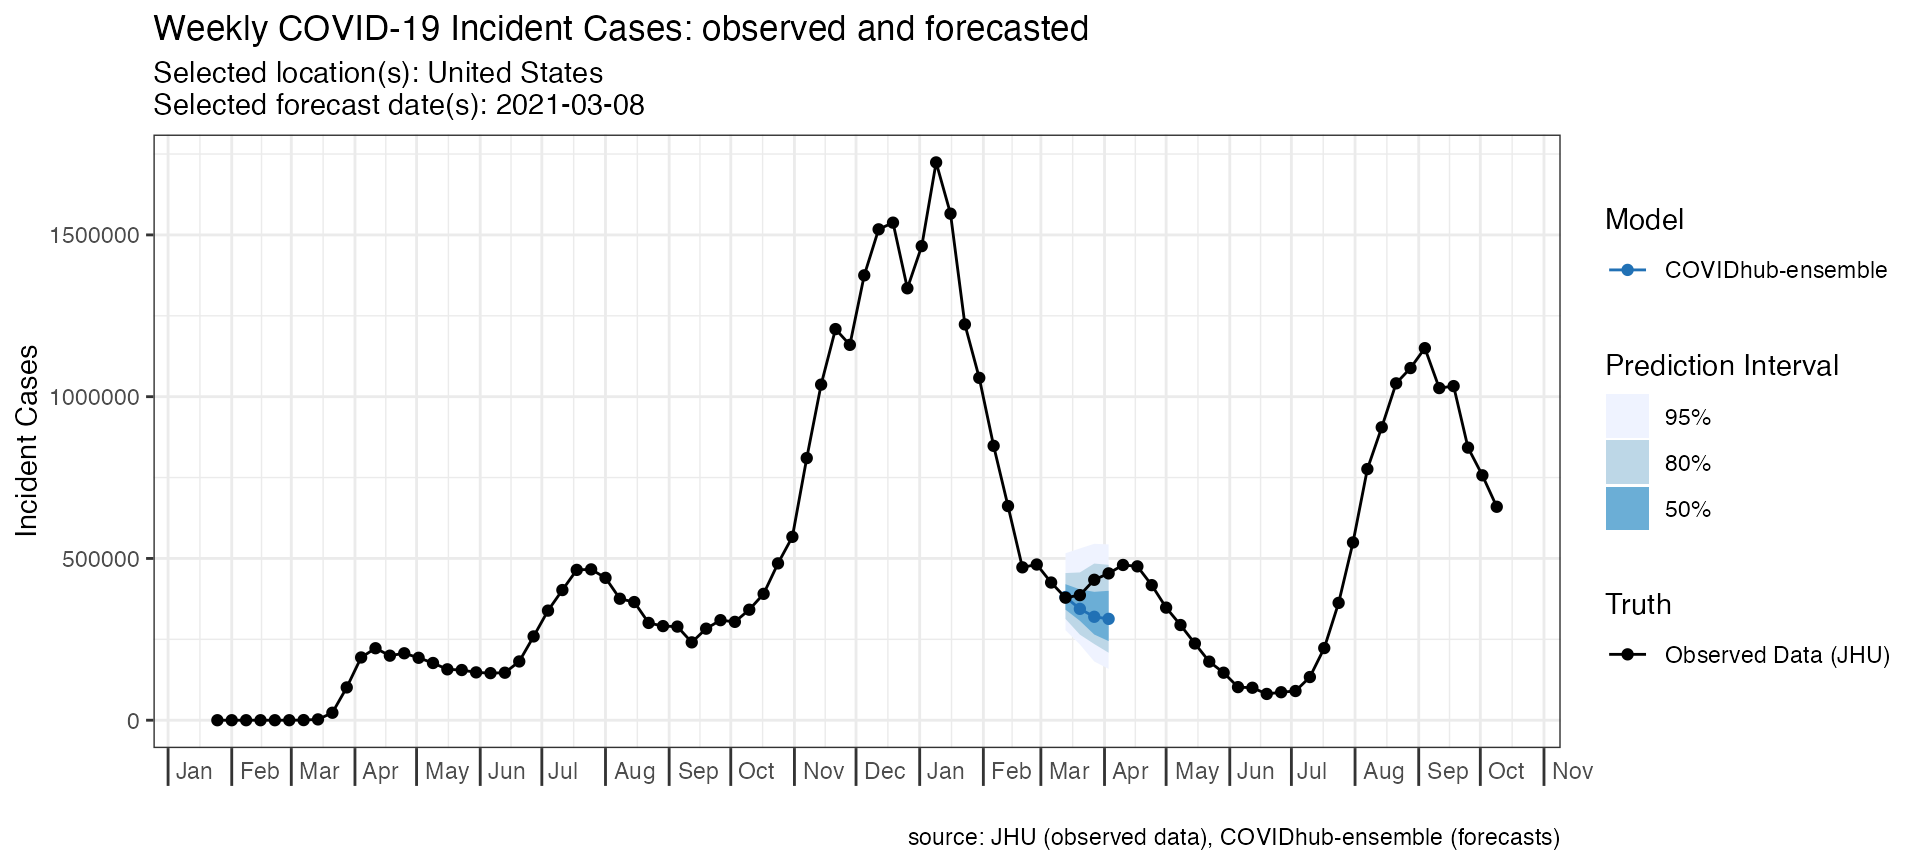 Weekly COVID-19 Incident Cases: observed and forecasted
Selected location(s): United States
Selected forecast date(s): 2021-03-08
Incident Cases
1500000
1000000
500000
0
Jan Feb Mar Apr May Jun Jul Aug Sep Oct Nov Dec Jan Feb Mar Apr May Jun Jul Aug Sep Oct Nov
Model
COVIDhub-ensemble
Prediction Interval
95%
80%
50%
Truth
Observed Data (JHU)
source: JHU (observed data), COVIDhub-ensemble (forecasts)